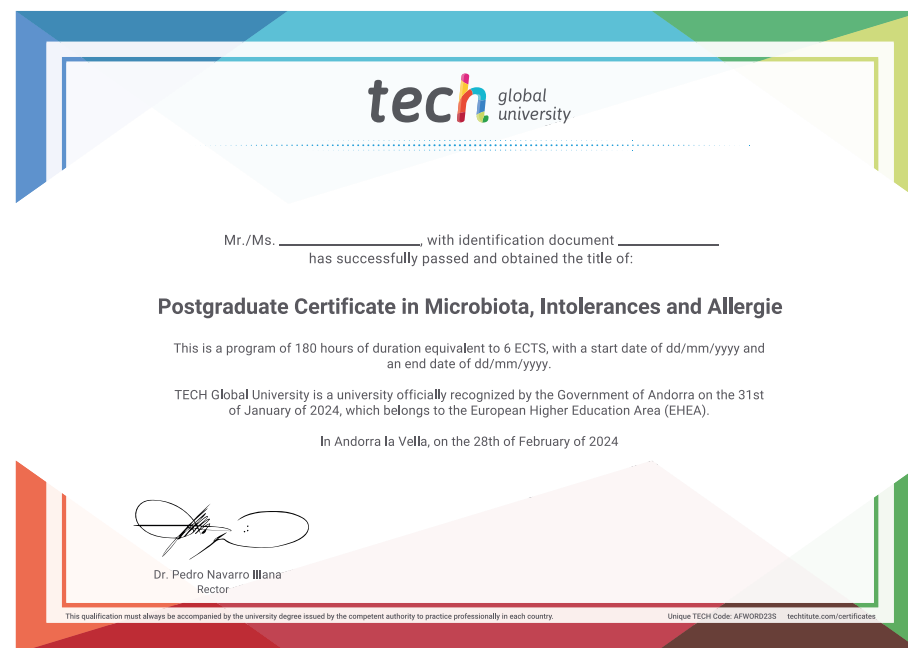 tech global university
Mr./Ms. ____________, with identification document ____________
has successfully passed and obtained the title of:
Postgraduate Certificate in Microbiota, Intolerances and Allergie
This is a program of 180 hours of duration equivalent to 6 ECTS, with a start date of dd/mm/yyyy and
an end date of dd/mm/yyyy.
TECH Global University is a university officially recognized by the Government of Andorra on the 31st
of January of 2024, which belongs to the European Higher Education Area (EHEA).
In Andorra la Vella, on the 28th of February of 2024
Dr. Pedro Navarro Illana
Rector
This qualification must always be accompanied by the university degree issued by the competent authority to practice professionally in each country.
Unique TECH Code: AFWORD23S techtitute.com/certificates